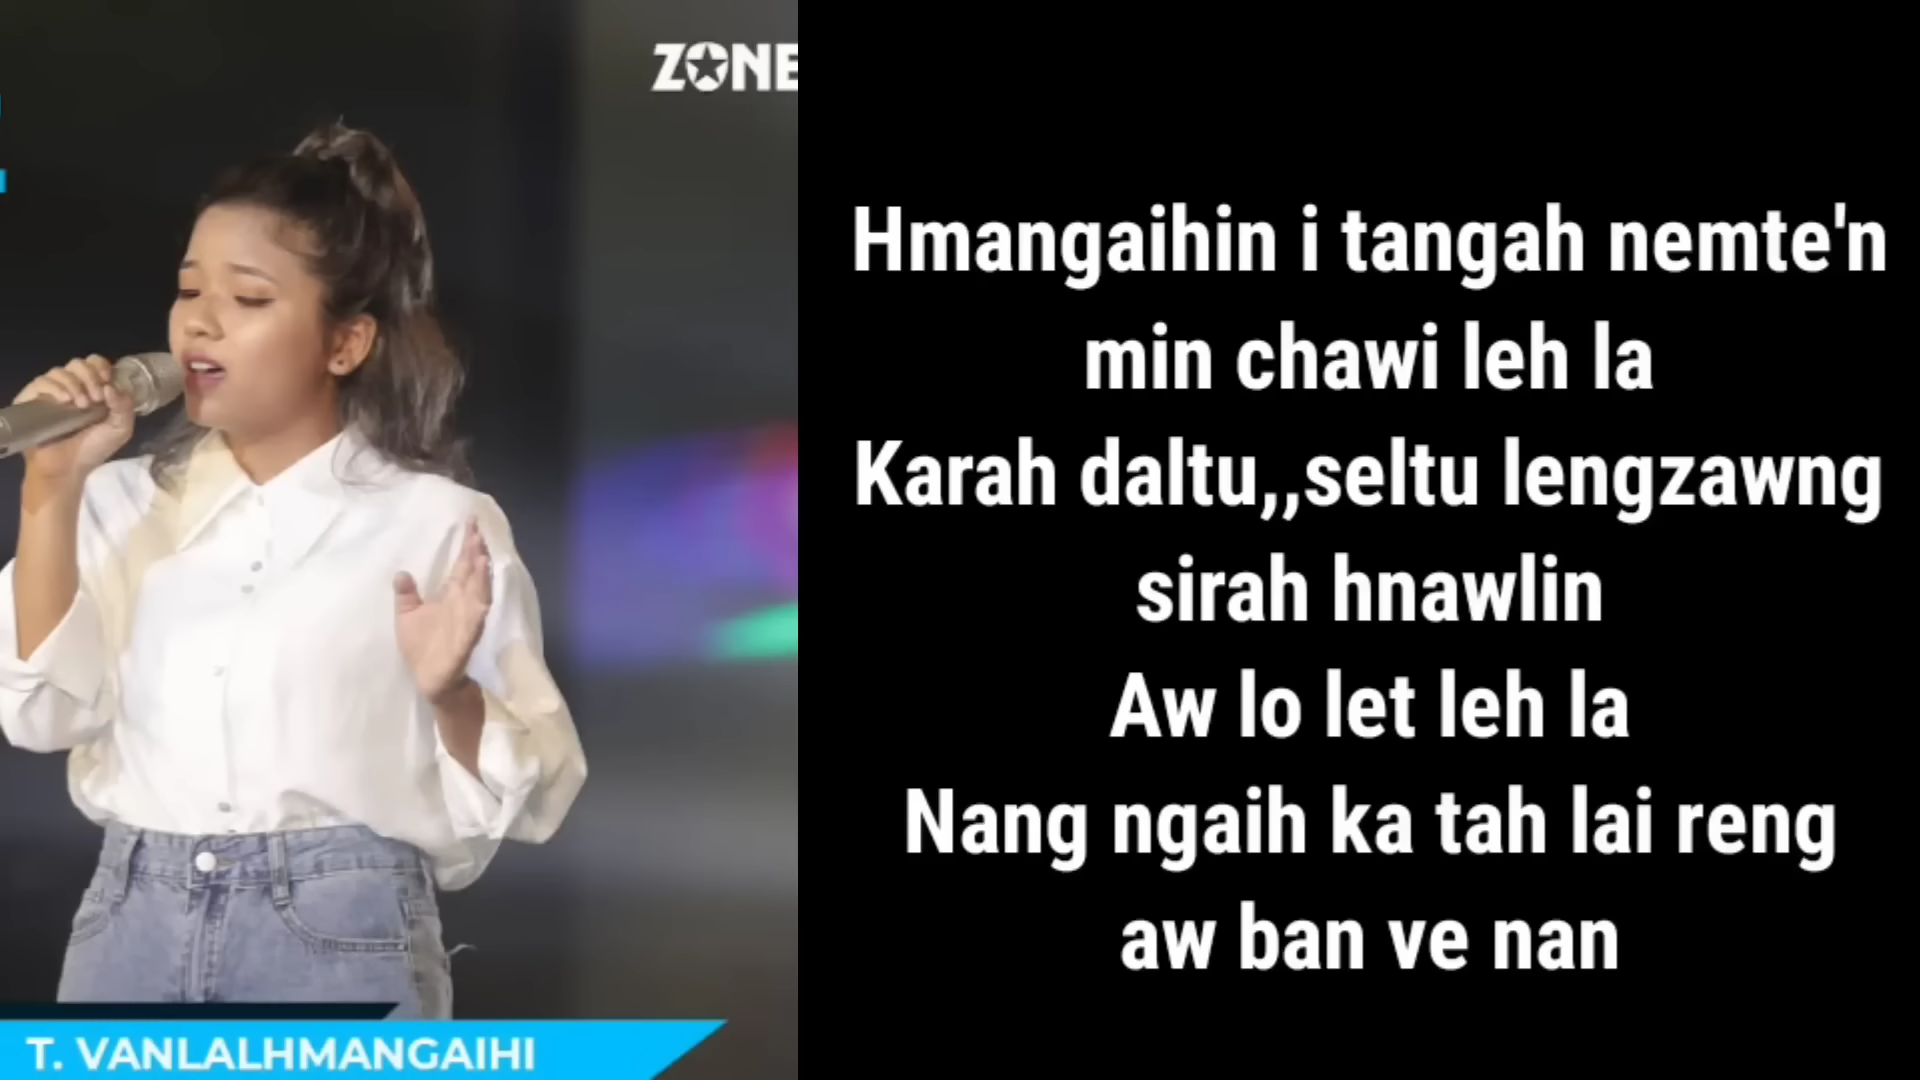 ZONE
Hmangaihin i tangah nemte'n
min chawi leh la
Karah daltu,,seltu lengzawng
sirah hnawlin
Aw lo let leh la
Nang ngaih ka tah lai reng
aw ban ve nan
T. VANLALHMANGAIHI